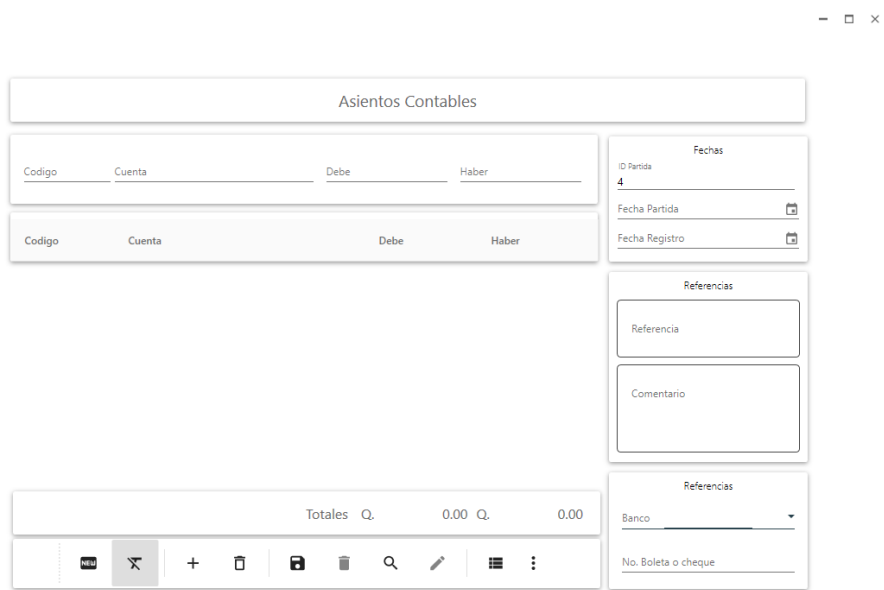 Asientos Contables
Codigo Cuenta Debe Haber
Codigo Cuenta Debe Haber
Fechas
ID Partida
4
Fecha Partida
Fecha Registro
Referencias
Referencia
Comentario
Totales Q. 0.00 Q. 0.00
NEW
Referencias
Banco
No. Boleta o cheque